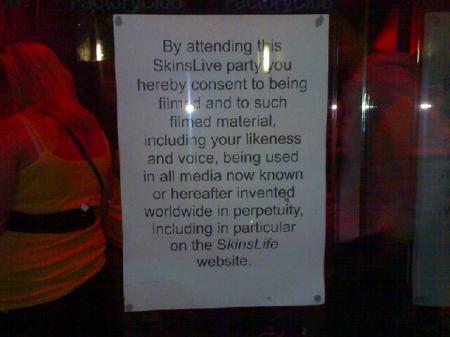 FactoryClub
FactoryClub
By attending this
SkinsLive party you
hereby consent to being
filmed and to such
filmed material,
including your likeness
and voice, being used
in all media now known
or hereafter invented
worldwide in perpetuity,
including in particular
on the SkinsLife
website.